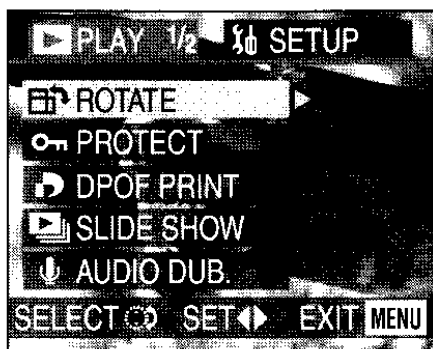 PLAY 1/2 SETUP
ROTATE
PROTECT
DPOF PRINT
SLIDE SHOW
AUDIO DUB.
SELECT SET EXIT MENU